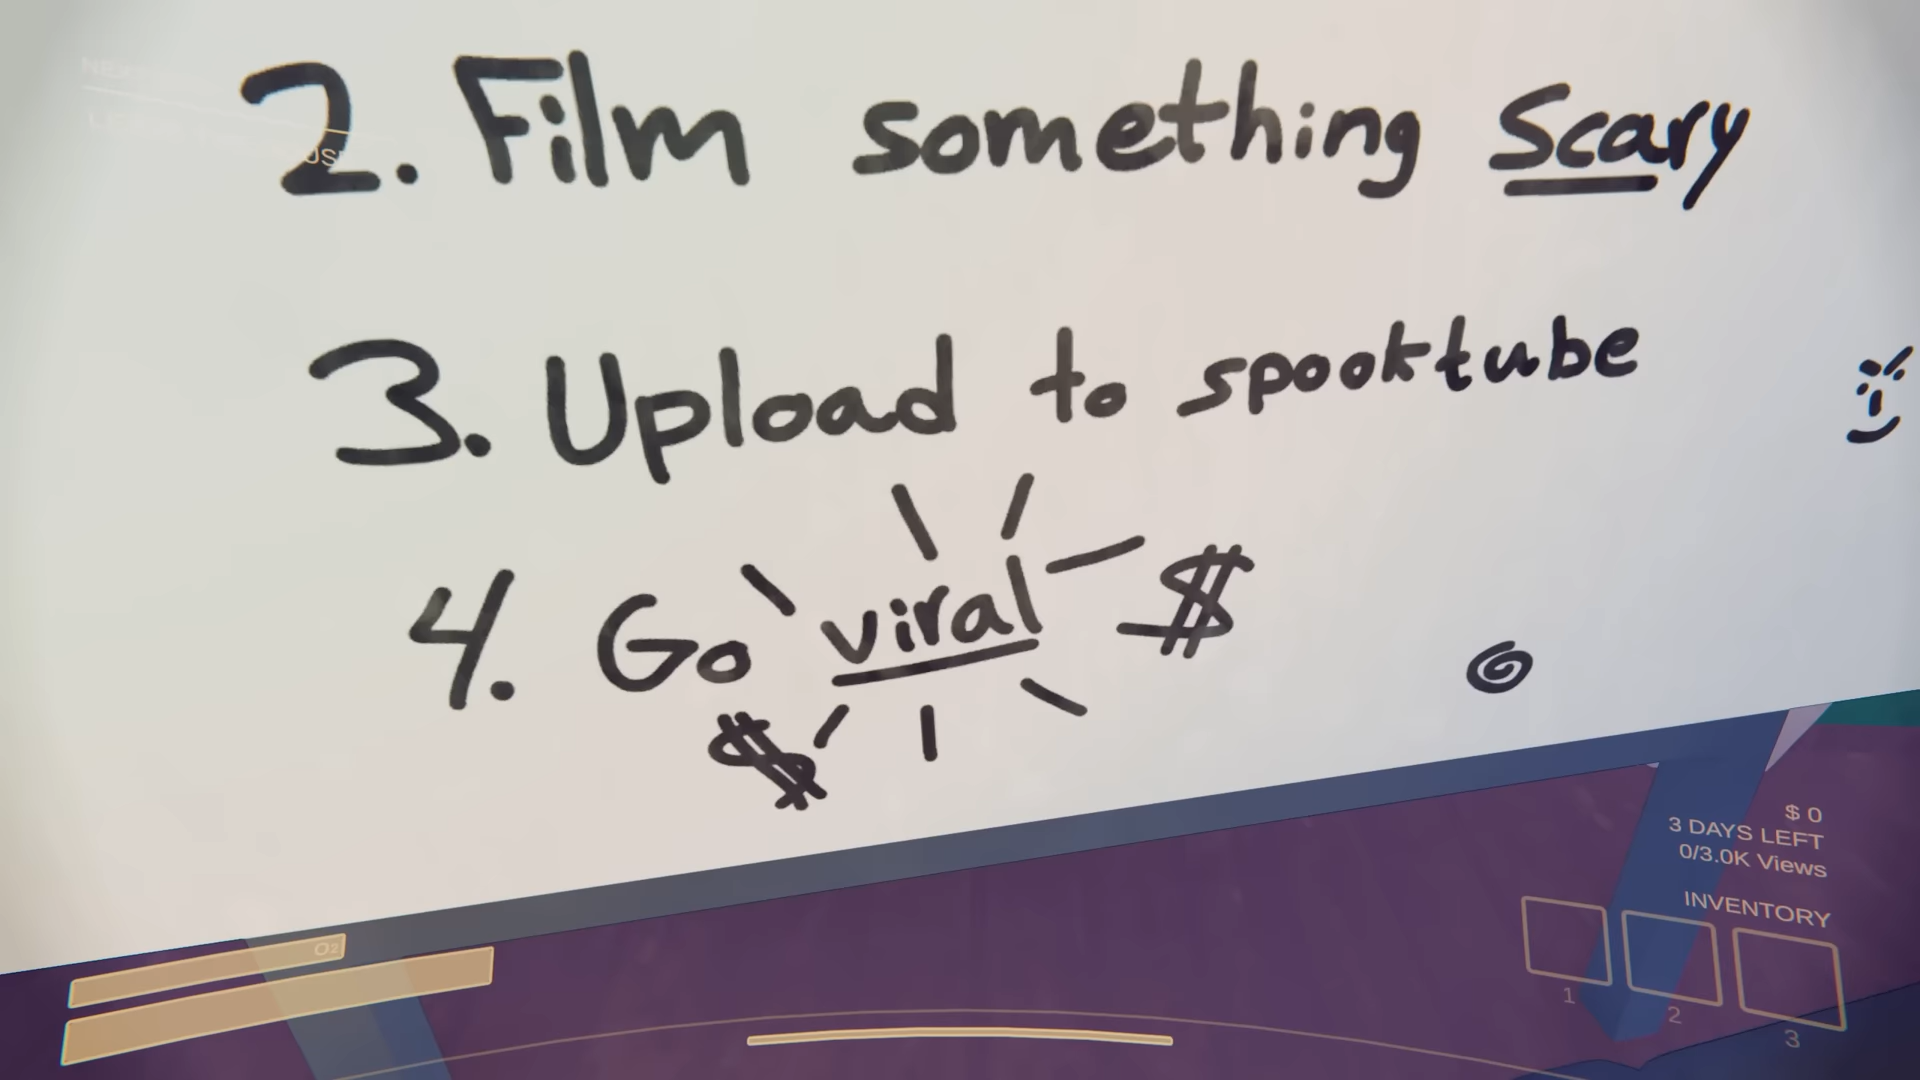 2. Film something scary
3. Upload to spooktube
4. Go viral $
$
$ 0
3 DAYS LEFT
0/3.0K Views
INVENTORY
O2
1
2
3